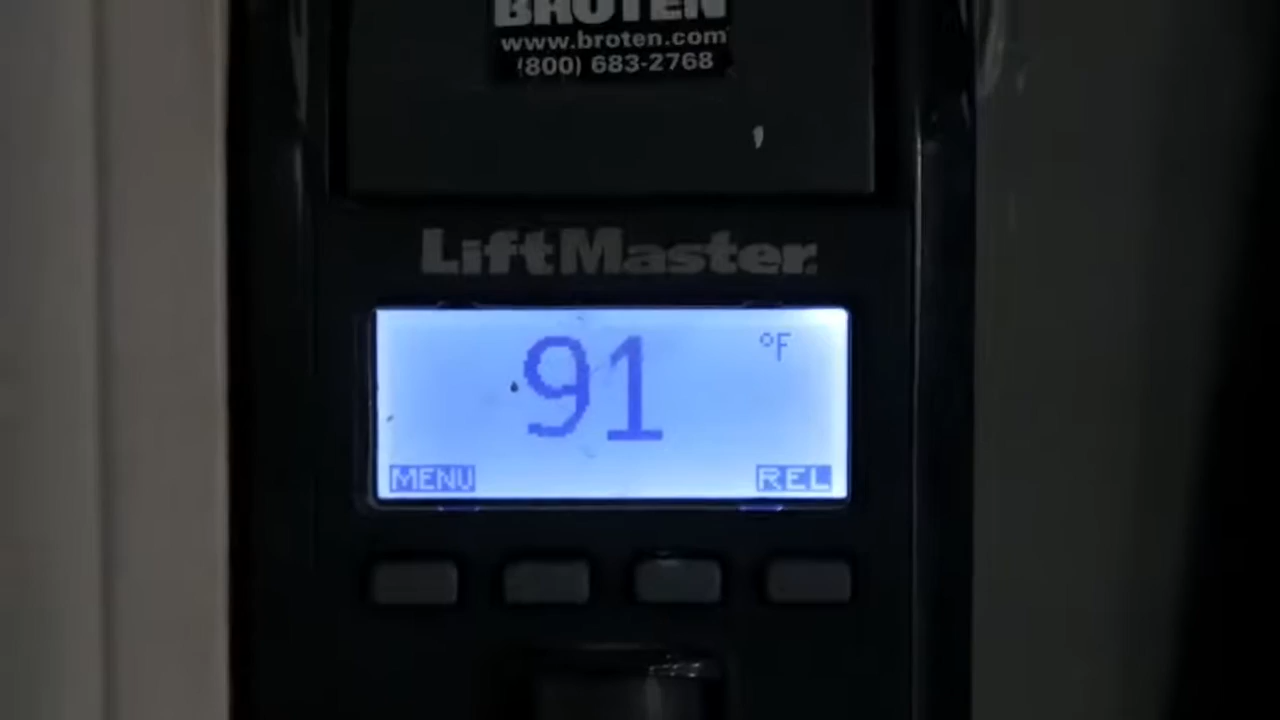 BROTEN
www.broten.com
(800) 683-2768
LiftMaster
91 °F
MENU REL